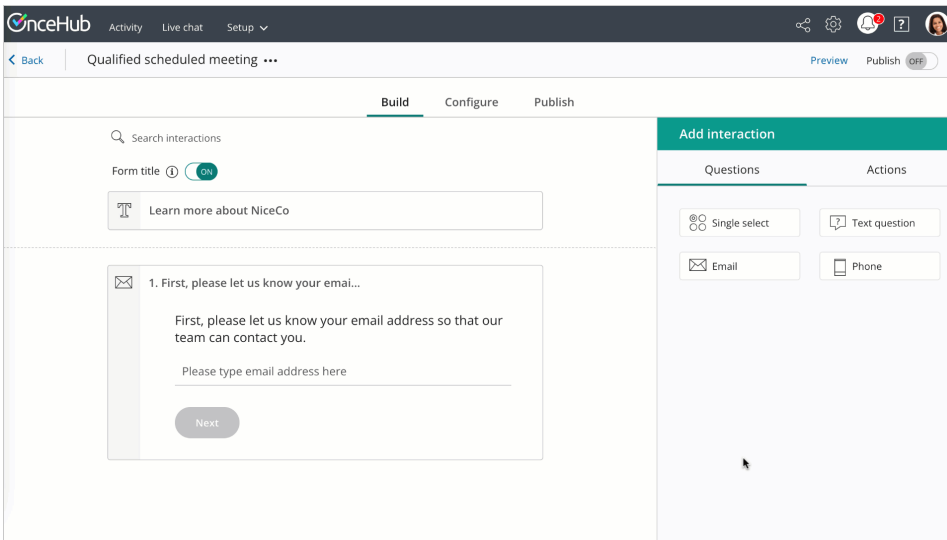 OnceHub Activity Live chat Setup 2 ?
Back Qualified scheduled meeting ••• Preview Publish OFF
Build Configure Publish
Search interactions
Form title i ON
T Learn more about NiceCo
1. First, please let us know your emai...
First, please let us know your email address so that our
team can contact you.
Please type email address here
Next
Add interaction
Questions Actions
Single select ? Text question
Email Phone